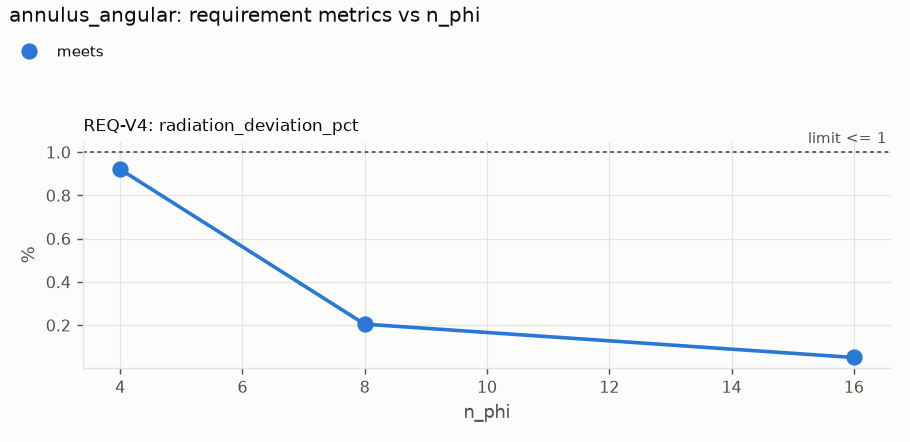 annulus_angular: requirement metrics vs n_phi
meets
REQ-V4: radiation_deviation_pct
limit <= 1
1.0
0.8
0.6
0.4
0.2
%
4 6 8 10 12 14 16
n_phi